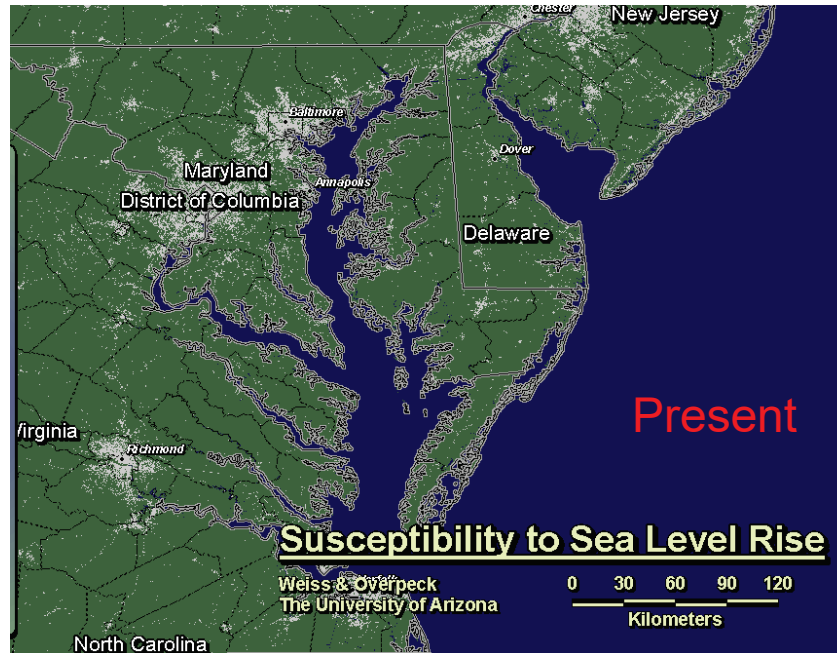 Chester
New Jersey
Baltimore
Maryland
Dover
Annapolis
District of Columbia
Delaware
Present
Virginia
Richmond
Susceptibility to Sea Level Rise
Weiss & Overpeck
The University of Arizona
0 30 60 90 120
Kilometers
North Carolina